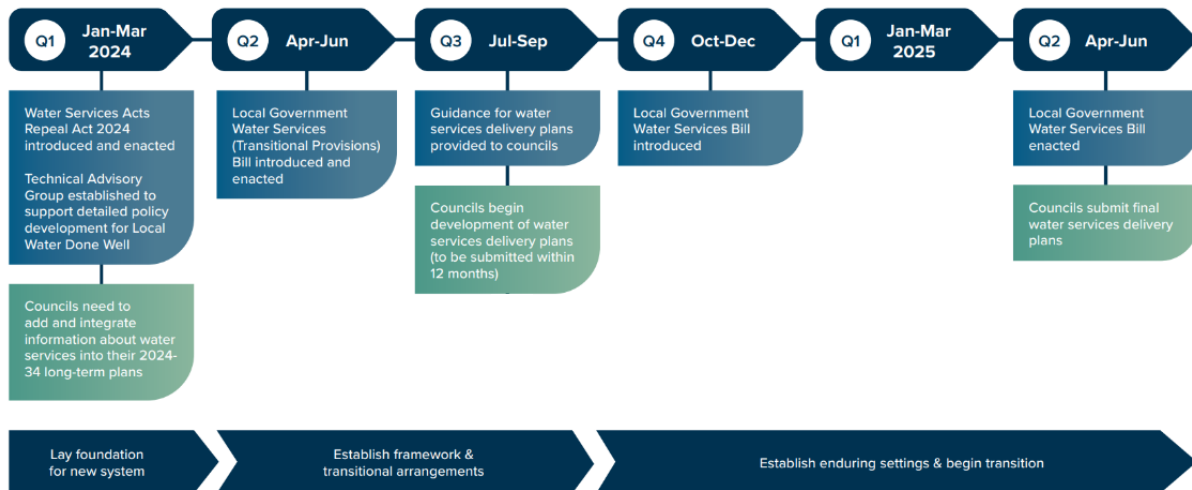 Q1
Jan-Mar
2024
Q2
Apr-Jun
Q3
Jul-Sep
Q4
Oct-Dec
Q1
Jan-Mar
2025
Q2
Apr-Jun
Water Services Acts
Repeal Act 2024
introduced and enacted
Technical Advisory
Group established to
support detailed policy
development for Local
Water Done Well
Councils need to
add and integrate
information about water
services into their 2024-
34 long-term plans
Local Government
Water Services
(Transitional Provisions)
Bill introduced and
enacted
Guidance for water
services delivery plans
provided to councils
Councils begin
development of water
services delivery plans
(to be submitted within
12 months)
Local Government
Water Services Bill
introduced
Local Government
Water Services Bill
enacted
Councils submit final
water services delivery
plans
Lay foundation
for new system
Establish framework &
transitional arrangements
Establish enduring settings & begin transition